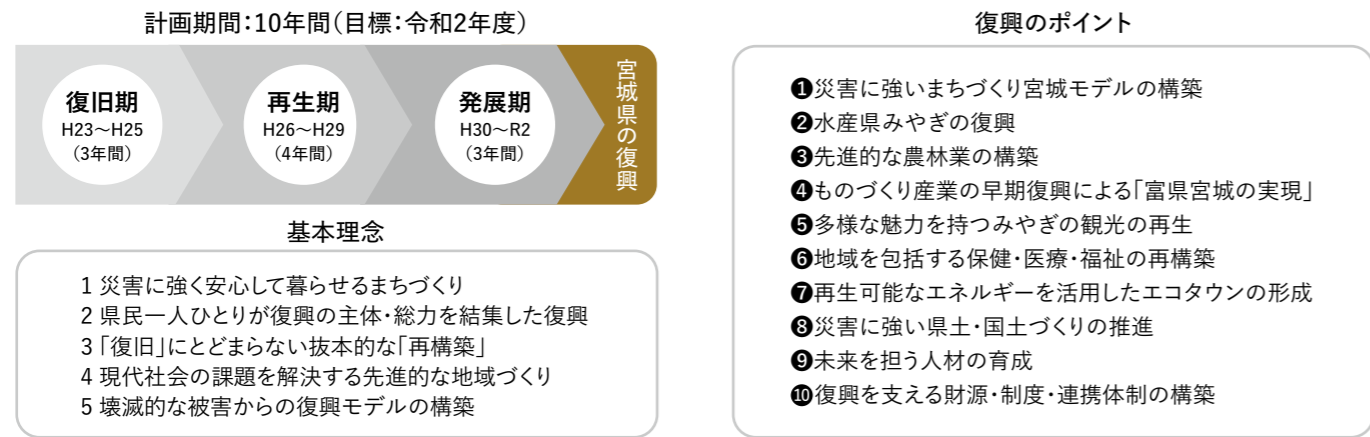 計画期間:10年間(目標:令和2年度)
復旧期
H23～H25
(3年間)
再生期
H26～H29
(4年間)
発展期
H30～R2
(3年間)
宮城県の復興
基本理念
1 災害に強く安心して暮らせるまちづくり
2 県民一人ひとりが復興の主体・総力を結集した復興
3 「復旧」にとどまらない抜本的な「再構築」
4 現代社会の課題を解決する先進的な地域づくり
5 壊滅的な被害からの復興モデルの構築
復興のポイント
❶災害に強いまちづくり宮城モデルの構築
❷水産県みやぎの復興
❸先進的な農林業の構築
❹ものづくり産業の早期復興による「富県宮城の実現」
❺多様な魅力を持つみやぎの観光の再生
❻地域を包括する保健・医療・福祉の再構築
❼再生可能なエネルギーを活用したエコタウンの形成
❽災害に強い県土・国土づくりの推進
❾未来を担う人材の育成
❿復興を支える財源・制度・連携体制の構築